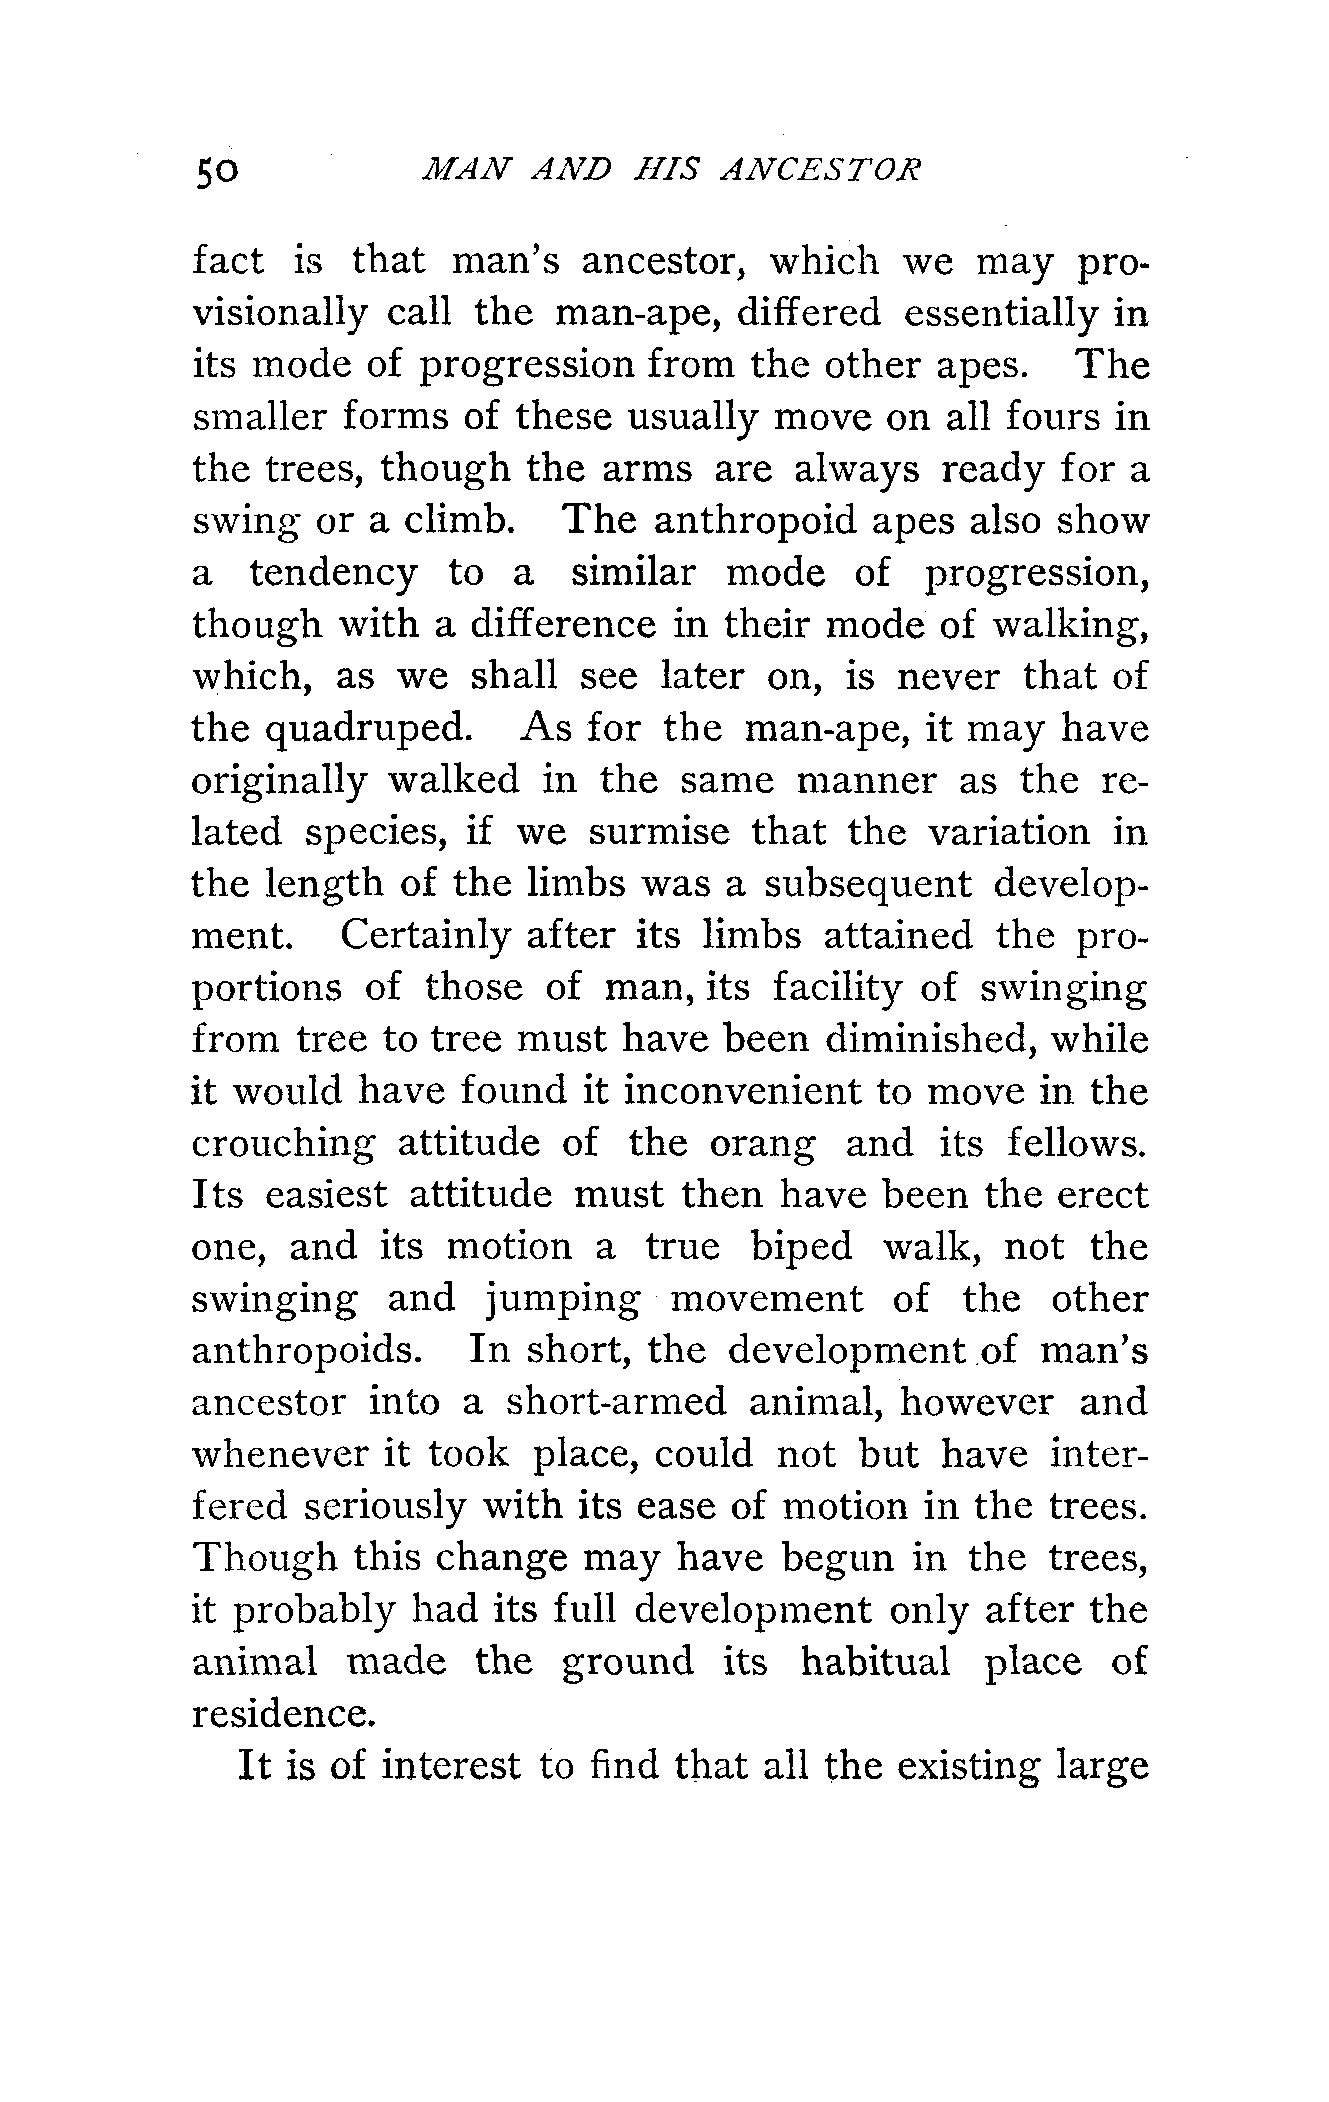 50 MAN AND HIS ANCESTOR
fact is that man's ancestor, which we may pro-
visionally call the man-ape, differed essentially in
its mode of progression from the other apes. The
smaller forms of these usually move on all fours in
the trees, though the arms are always ready for a
swing or a climb. The anthropoid apes also show
a tendency to a similar mode of progression,
though with a difference in their mode of walking,
which, as we shall see later on, is never that of
the quadruped. As for the man-ape, it may have
originally walked in the same manner as the re-
lated species, if we surmise that the variation in
the length of the limbs was a subsequent develop-
ment. Certainly after its limbs attained the pro-
portions of those of man, its facility of swinging
from tree to tree must have been diminished, while
it would have found it inconvenient to move in the
crouching attitude of the orang and its fellows.
Its easiest attitude must then have been the erect
one, and its motion a true biped walk, not the
swinging and jumping movement of the other
anthropoids. In short, the development of man's
ancestor into a short-armed animal, however and
whenever it took place, could not but have inter-
fered seriously with its ease of motion in the trees.
Though this change may have begun in the trees,
it probably had its full development only after the
animal made the ground its habitual place of
residence.
It is of interest to find that all the existing large